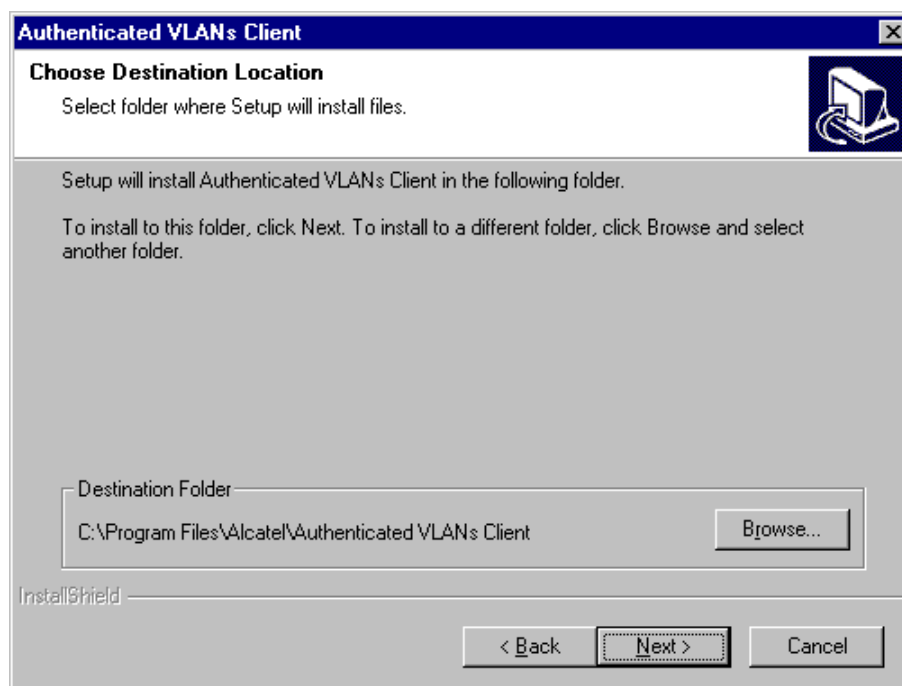 Authenticated VLANs Client
Choose Destination Location
Select folder where Setup will install files.
Setup will install Authenticated VLANs Client in the following folder.
To install to this folder, click Next. To install to a different folder, click Browse and select
another folder.
Destination Folder
C:\Program Files\Alcatel\Authenticated VLANs Client
Browse...
InstallShield
< Back
Next >
Cancel